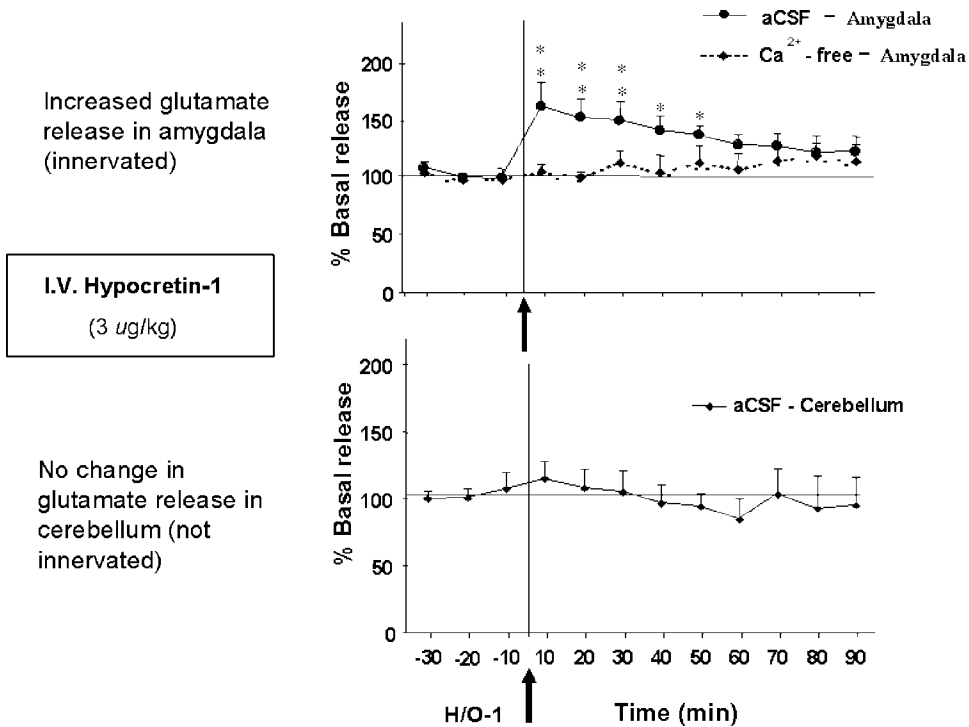 aCSF – Amygdala
Ca2+ - free – Amygdala
Increased glutamate
release in amygdala
(innervated)
% Basal release
200
150
100
50
0
* * * * * * * *
I.V. Hypocretin-1
(3 ug/kg)
aCSF - Cerebellum
No change in
glutamate release in
cerebellum (not
innervated)
% Basal release
200
150
100
50
0
-30 -20 -10 10 20 30 40 50 60 70 80 90
H/O-1 Time (min)